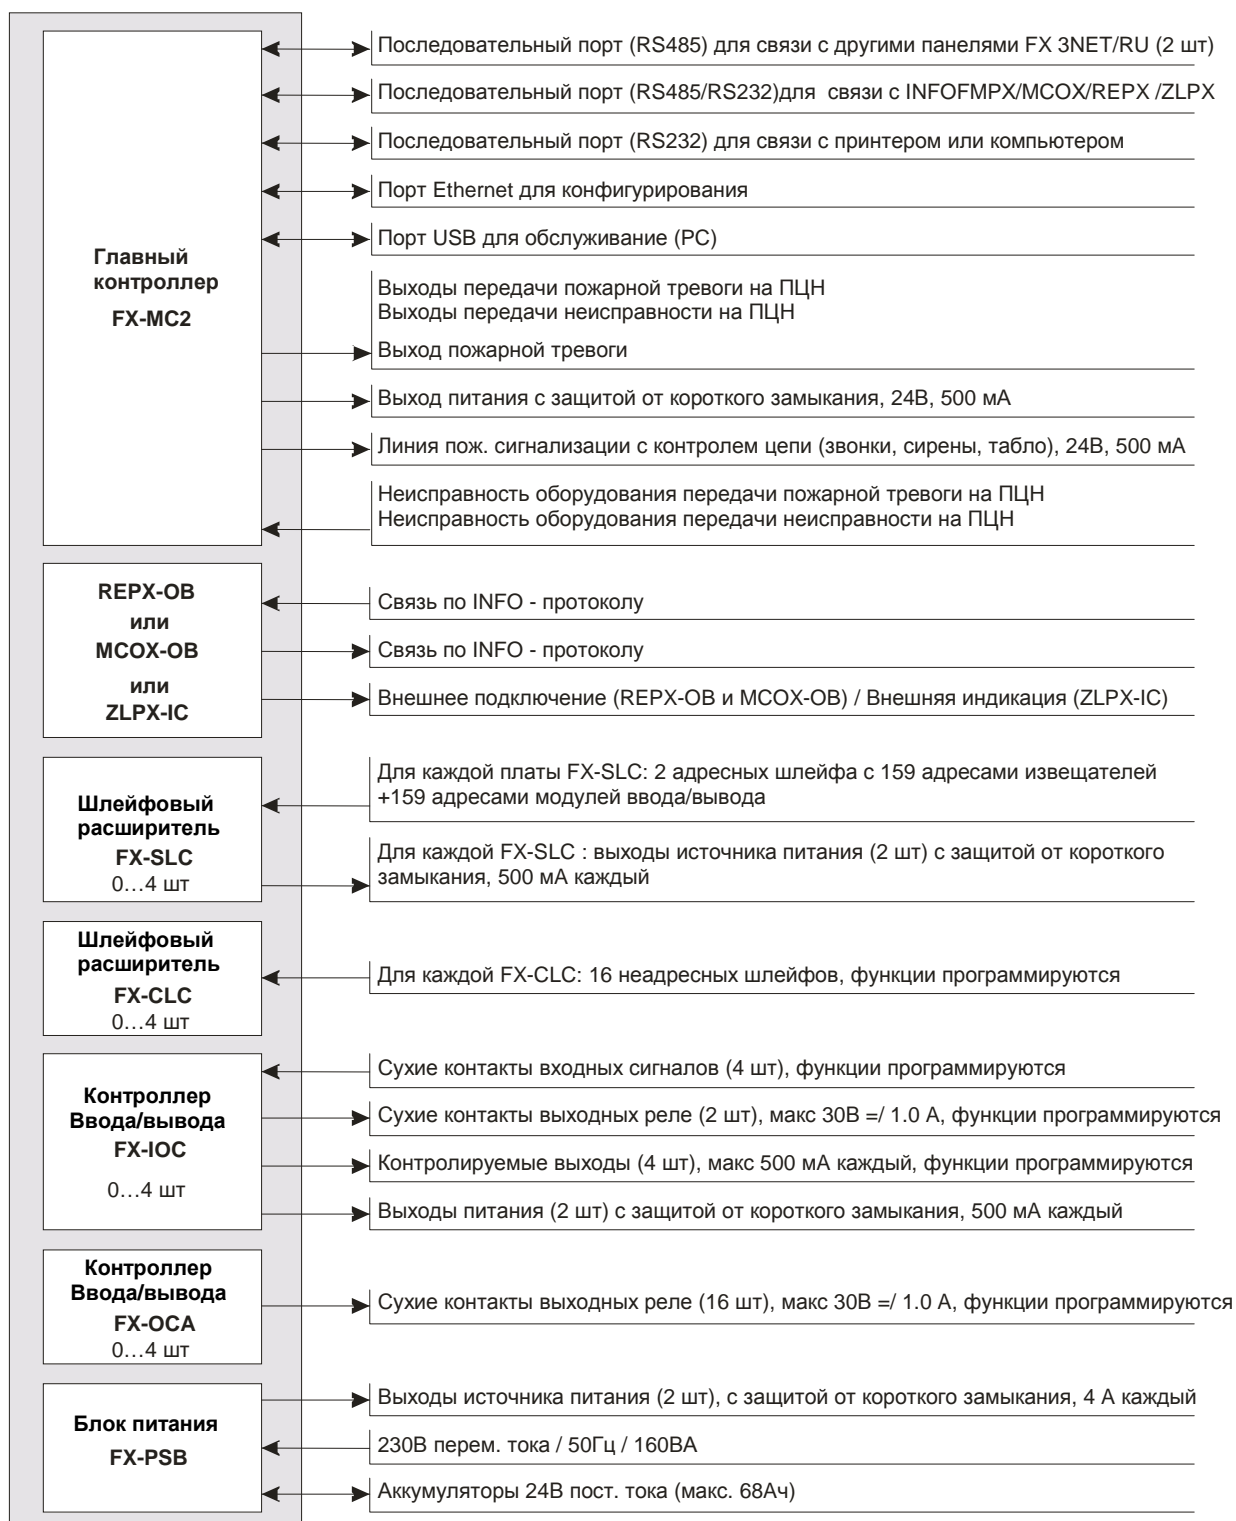 Главный
контроллер
FX-MC2
Последовательный порт (RS485) для связи с другими панелями FX 3NET/RU (2 шт)
Последовательный порт (RS485/RS232)для связи с INFOFMPX/MCOX/REPX /ZLPX
Последовательный порт (RS232) для связи с принтером или компьютером
Порт Ethernet для конфигурирования
Порт USB для обслуживание (PC)
Выходы передачи пожарной тревоги на ПЦН
Выходы передачи неисправности на ПЦН
Выход пожарной тревоги
Выход питания с защитой от короткого замыкания, 24В, 500 мА
Линия пож. сигнализации с контролем цепи (звонки, сирены, табло), 24В, 500 мА
Неисправность оборудования передачи пожарной тревоги на ПЦН
Неисправность оборудования передачи неисправности на ПЦН
REPX-OB
или
MCOX-OB
или
ZLPX-IC
Связь по INFO - протоколу
Связь по INFO - протоколу
Внешнее подключение (REPX-OB и MCOX-OB) / Внешняя индикация (ZLPX-IC)
Шлейфовый
расширитель
FX-SLC
0…4 шт
Для каждой платы FX-SLC: 2 адресных шлейфа с 159 адресами извещателей
+159 адресами модулей ввода/вывода
Для каждой FX-SLC : выходы источника питания (2 шт) с защитой от короткого
замыкания, 500 мА каждый
Шлейфовый
расширитель
FX-CLC
0…4 шт
Для каждой FX-CLC: 16 неадресных шлейфов, функции программируются
Контроллер
Ввода/вывода
FX-IOC
0…4 шт
Сухие контакты входных сигналов (4 шт), функции программируются
Сухие контакты выходных реле (2 шт), макс 30В =/ 1.0 А, функции программируются
Контролируемые выходы (4 шт), макс 500 мА каждый, функции программируются
Выходы питания (2 шт) с защитой от короткого замыкания, 500 мА каждый
Контроллер
Ввода/вывода
FX-OCA
0…4 шт
Сухие контакты выходных реле (16 шт), макс 30В =/ 1.0 А, функции программируются
Блок питания
FX-PSB
Выходы источника питания (2 шт), с защитой от короткого замыкания, 4 А каждый
230В перем. тока / 50Гц / 160ВА
Аккумуляторы 24В пост. тока (макс. 68Ач)